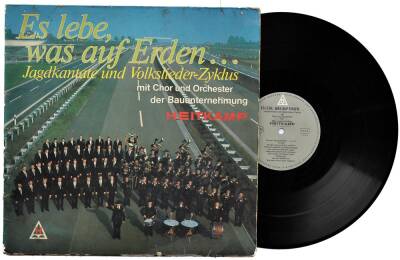 Es lebe,
was auf Erden...
Jagdkantate und Volkslieder-Zyklus
mit Chor und Orchester
der Bauunternehmung
HEITKAMP